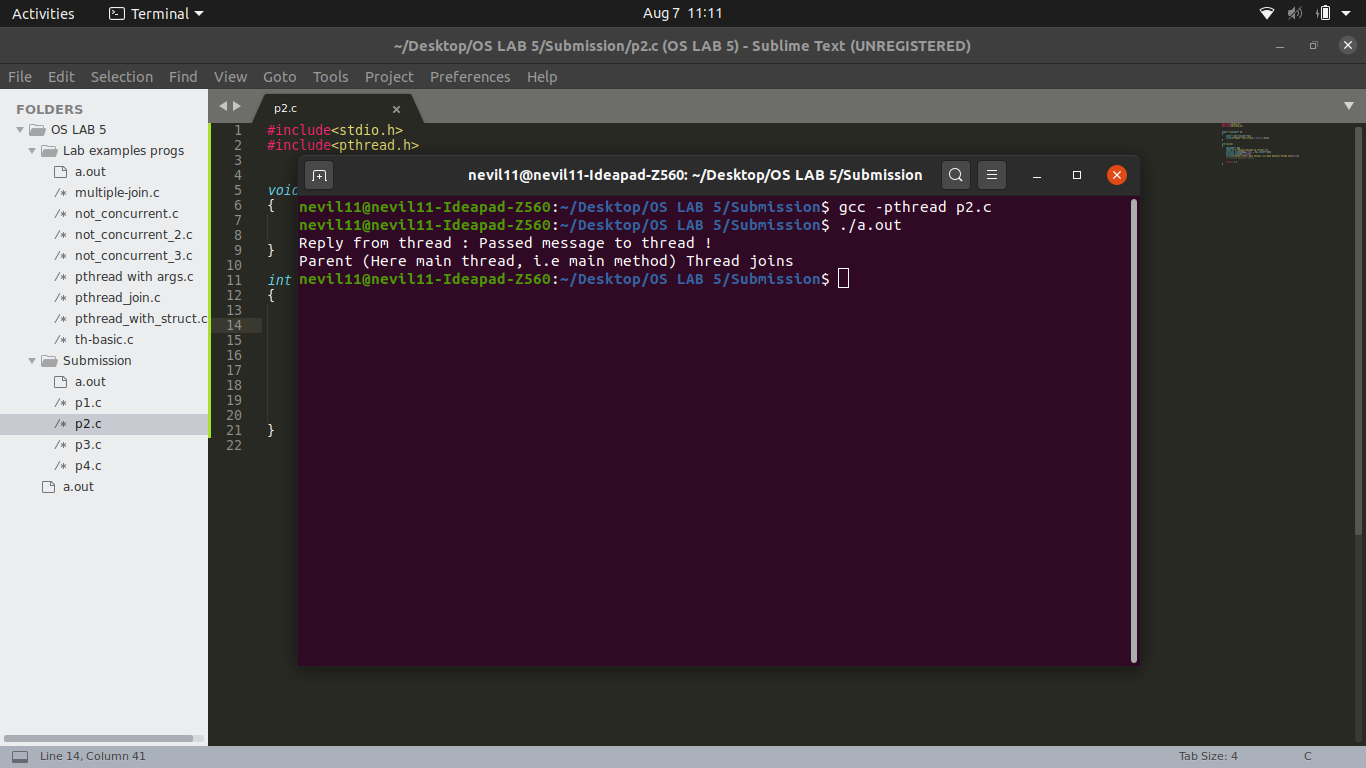 Activities Terminal Aug 7 11:11
~/Desktop/OS LAB 5/Submission/p2.c (OS LAB 5) - Sublime Text (UNREGISTERED)
File Edit Selection Find View Goto Tools Project Preferences Help
FOLDERS
OS LAB 5
Lab examples progs
a.out
multiple-join.c
not_concurrent.c
not_concurrent_2.c
not_concurrent_3.c
pthread with args.c
pthread_join.c
pthread_with_struct.c
th-basic.c
Submission
a.out
p1.c
p2.c
p3.c
p4.c
a.out
p2.c
1 #include<stdio.h>
2 #include<pthread.h>
3
4
5 void
6 {
7
8
9 }
10
11 int
12 {
13
14
15
16
17
18
19
20
21 }
22
nevil11@nevil11-Ideapad-Z560: ~/Desktop/OS LAB 5/Submission
nevil11@nevil11-Ideapad-Z560:~/Desktop/OS LAB 5/Submission$ gcc -pthread p2.c
nevil11@nevil11-Ideapad-Z560:~/Desktop/OS LAB 5/Submission$ ./a.out
Reply from thread : Passed message to thread !
Parent (Here main thread, i.e main method) Thread joins
nevil11@nevil11-Ideapad-Z560:~/Desktop/OS LAB 5/Submission$
Line 14, Column 41 Tab Size: 4 C